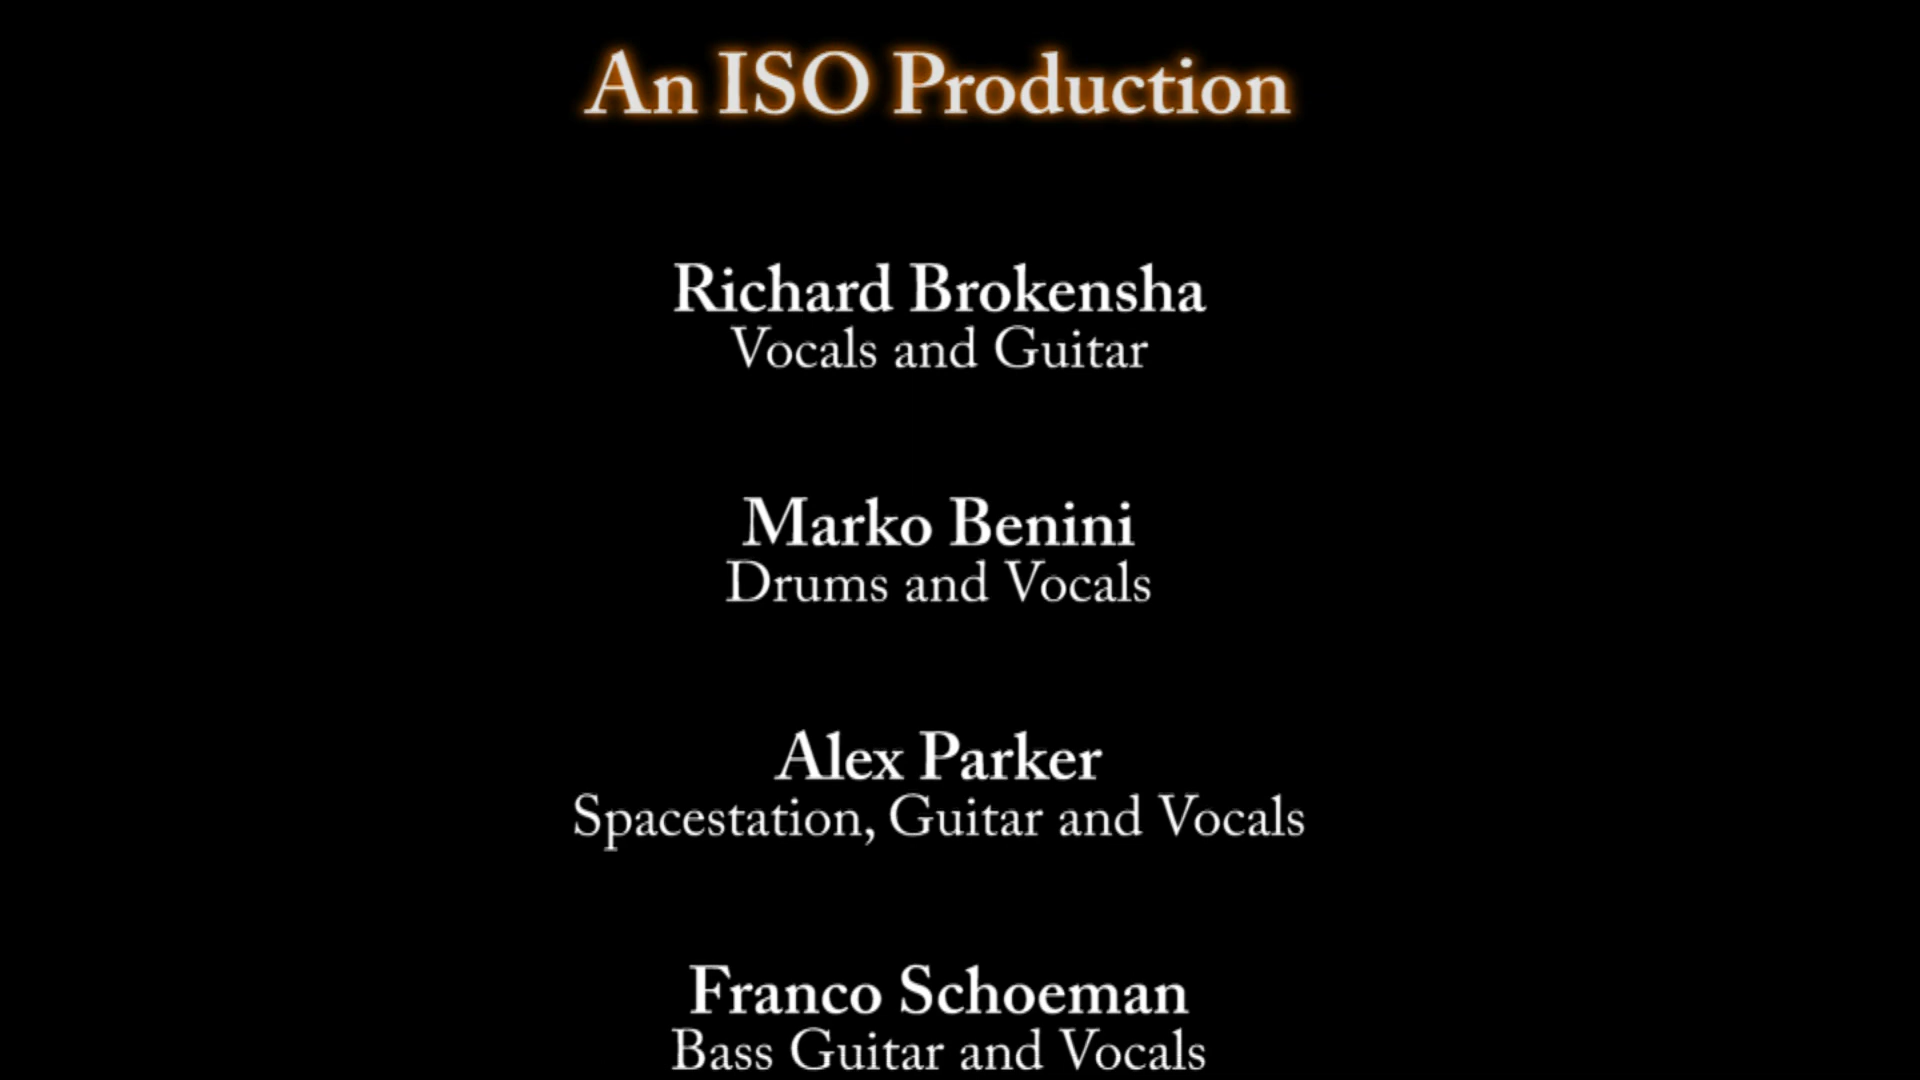 An ISO Production
Richard Brokensha
Vocals and Guitar
Marko Benini
Drums and Vocals
Alex Parker
Spacestation, Guitar and Vocals
Franco Schoeman
Bass Guitar and Vocals